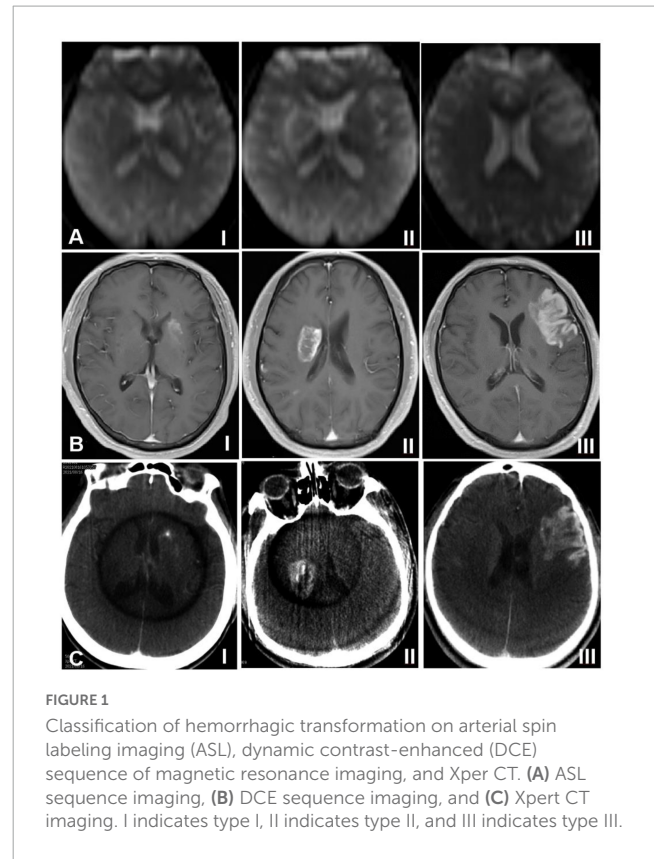 A I II III
B I II III
C I II III
FIGURE 1
Classification of hemorrhagic transformation on arterial spin
labeling imaging (ASL), dynamic contrast-enhanced (DCE)
sequence of magnetic resonance imaging, and Xper CT. (A) ASL
sequence imaging, (B) DCE sequence imaging, and (C) Xpert CT
imaging. I indicates type I, II indicates type II, and III indicates type III.